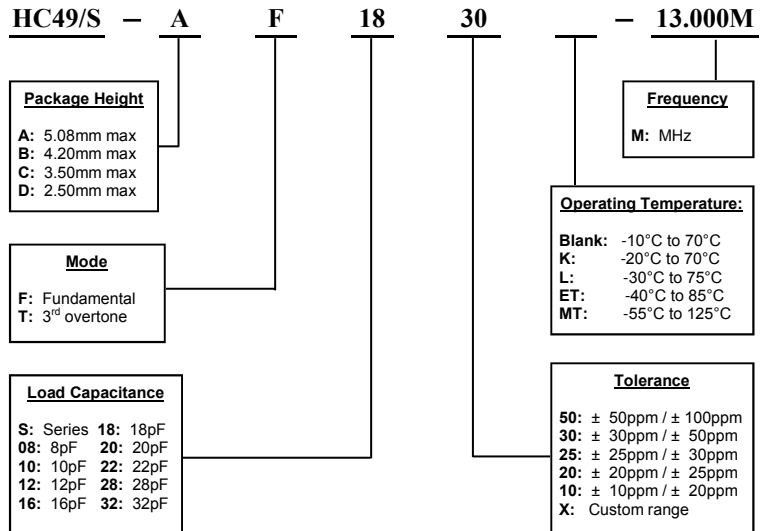 HC49/S – A F 18 30 – 13.000M
Package Height
A: 5.08mm max
B: 4.20mm max
C: 3.50mm max
D: 2.50mm max
Frequency
M: MHz
Mode
F: Fundamental
T: 3rd overtone
Operating Temperature:
Blank: -10°C to 70°C
K: -20°C to 70°C
L: -30°C to 75°C
ET: -40°C to 85°C
MT: -55°C to 125°C
Load Capacitance
S: Series 18: 18pF
08: 8pF 20: 20pF
10: 10pF 22: 22pF
12: 12pF 28: 28pF
16: 16pF 32: 32pF
Tolerance
50: ± 50ppm / ± 100ppm
30: ± 30ppm / ± 50ppm
25: ± 25ppm / ± 30ppm
20: ± 20ppm / ± 25ppm
10: ± 10ppm / ± 20ppm
X: Custom range